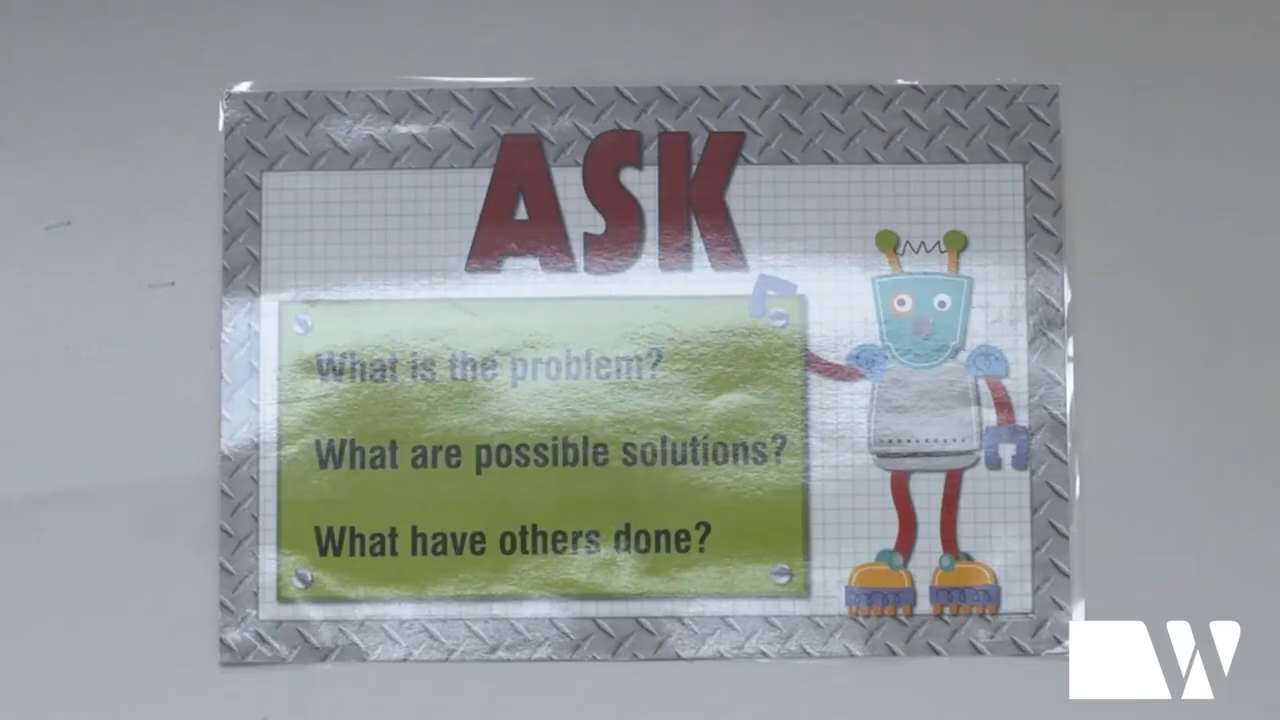 ASK
What is the problem?
What are possible solutions?
What have others done?
W